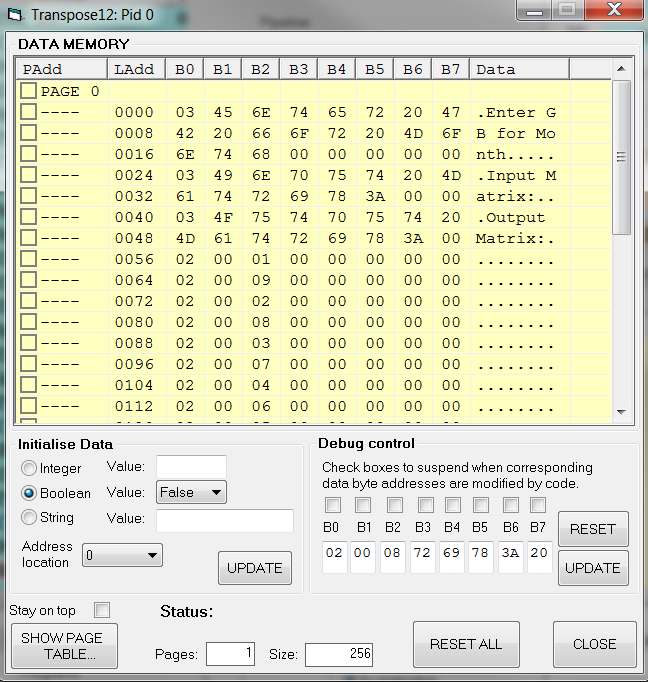 Transpose12: Pid 0
DATA MEMORY
PAdd LAdd B0 B1 B2 B3 B4 B5 B6 B7 Data
PAGE 0
---- 0000 03 45 6E 74 65 72 20 47 .Enter G
---- 0008 42 20 66 6F 72 20 4D 6F B for Mo
---- 0016 6E 74 68 00 00 00 00 00 nth.....
---- 0024 03 49 6E 70 75 74 20 4D .Input M
---- 0032 61 74 72 69 78 3A 00 00 atrix:..
---- 0040 03 4F 75 74 70 75 74 20 .Output
---- 0048 4D 61 74 72 69 78 3A 00 Matrix:.
---- 0056 02 00 01 00 00 00 00 00 ........
---- 0064 02 00 09 00 00 00 00 00 ........
---- 0072 02 00 02 00 00 00 00 00 ........
---- 0080 02 00 08 00 00 00 00 00 ........
---- 0088 02 00 03 00 00 00 00 00 ........
---- 0096 02 00 07 00 00 00 00 00 ........
---- 0104 02 00 04 00 00 00 00 00 ........
---- 0112 02 00 06 00 00 00 00 00 ........
Initialise Data
Integer Value:
Boolean Value: False
String Value:
Address
location 0
UPDATE
Debug control
Check boxes to suspend when corresponding
data byte addresses are modified by code.
B0 B1 B2 B3 B4 B5 B6 B7
02 00 08 72 69 78 3A 20
RESET
UPDATE
Stay on top
SHOW PAGE
TABLE...
Status:
Pages: 1 Size: 256
RESET ALL
CLOSE